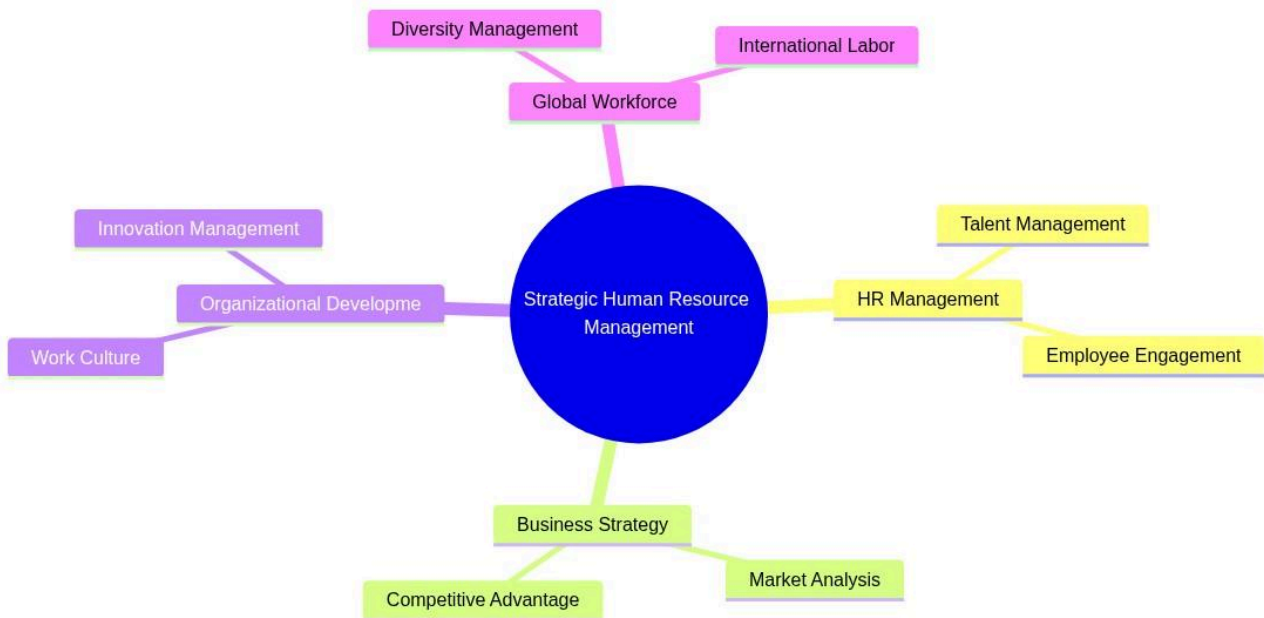 Diversity Management
International Labor
Global Workforce
Innovation Management
Talent Management
Organizational Developme
Strategic Human Resource
Management
HR Management
Work Culture
Employee Engagement
Business Strategy
Market Analysis
Competitive Advantage